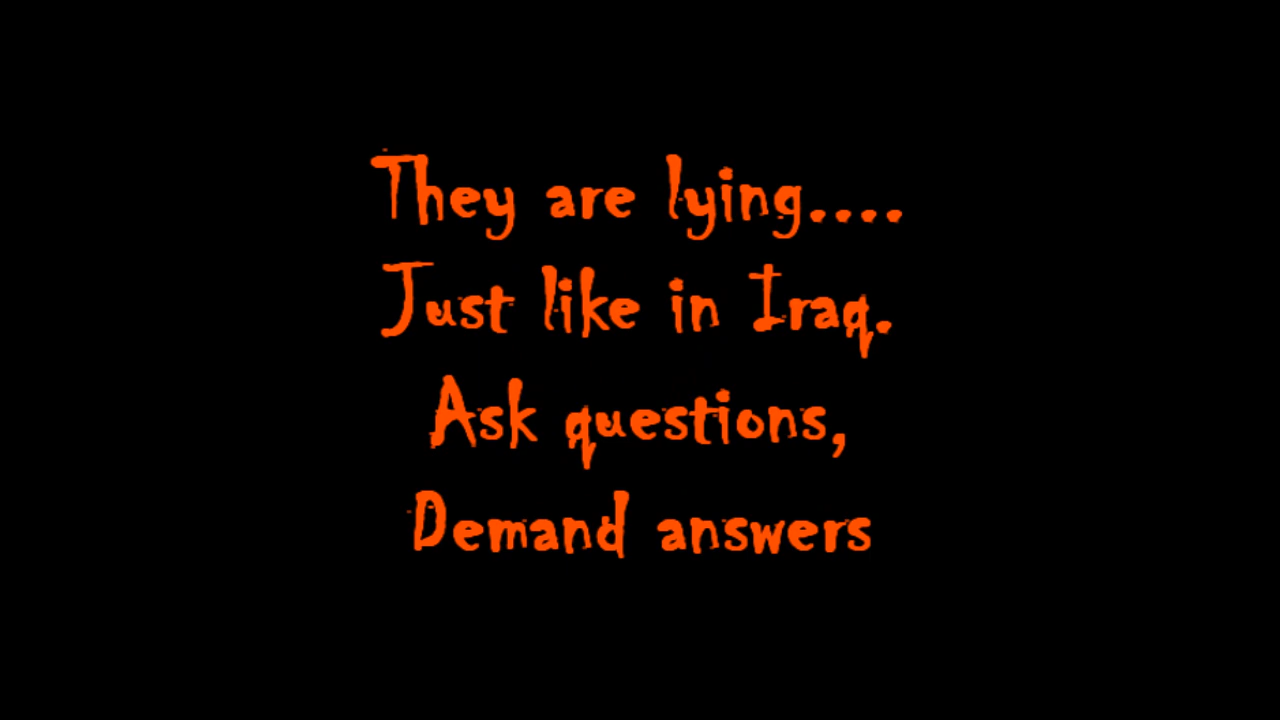 They are lying....
Just like in Iraq.
Ask questions,
Demand answers